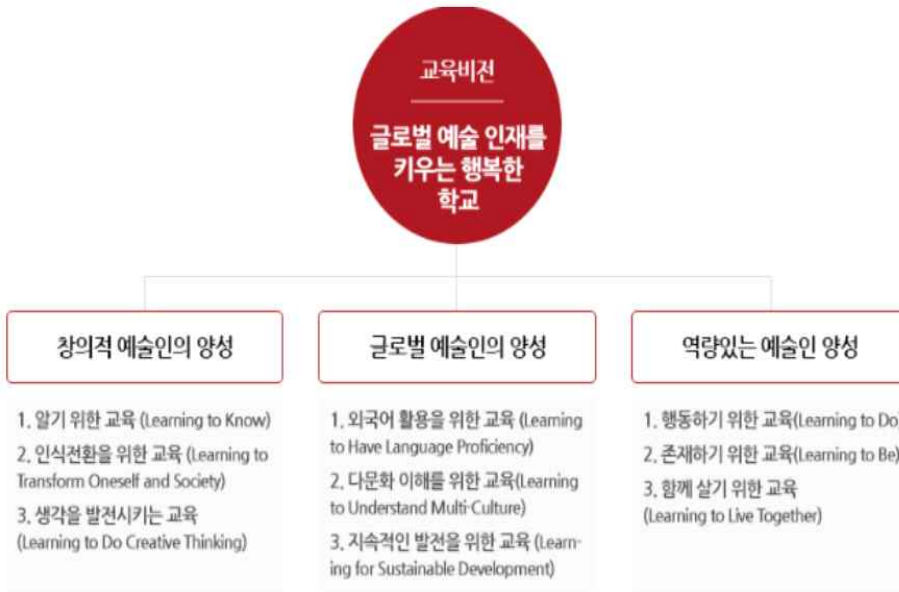 교육비전
글로벌 예술 인재를
키우는 행복한
학교
창의적 예술인의 양성
1. 알기 위한 교육 (Learning to Know)
2. 인식전환을 위한 교육 (Learning to
Transform Oneself and Society)
3. 생각을 발전시키는 교육
(Learning to Do Creative Thinking)
글로벌 예술인의 양성
1. 외국어 활용을 위한 교육 (Learning
to Have Language Proficiency)
2. 다문화 이해를 위한 교육(Learning
to Understand Multi-Culture)
3. 지속적인 발전을 위한 교육 (Learn-
ing for Sustainable Development)
역량있는 예술인 양성
1. 행동하기 위한 교육(Learning to Do)
2. 존재하기 위한 교육(Learning to Be)
3. 함께 살기 위한 교육
(Learning to Live Together)